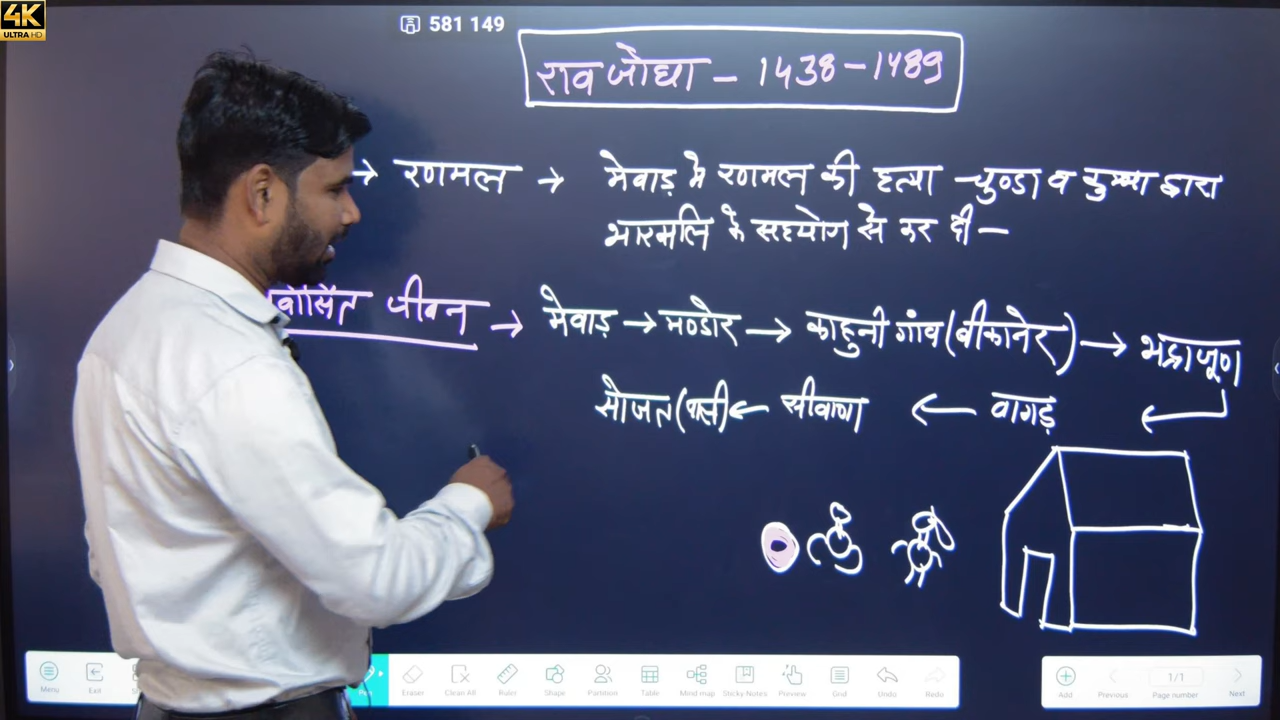 4K
ULTRA HD
581 149
राव जोधा – 1438 – 1489
→ रणमल → मेवाड़ मे रणमल की हत्या – चुण्डा व कुम्भा द्वारा
भारमलि के सहयोग से कर दी –
जीवन → मेवाड़ → मण्डोर → काहुनी गांव (बीकानेर) → भद्राजूण
सोजत (पाली) ← सीवाणा ← वागड़
Menu Exit Pen Eraser Clean All Ruler Shape Partition Table Mind map Sticky Notes Preview Grid Undo Redo
Add Previous 1/1 Page number Next